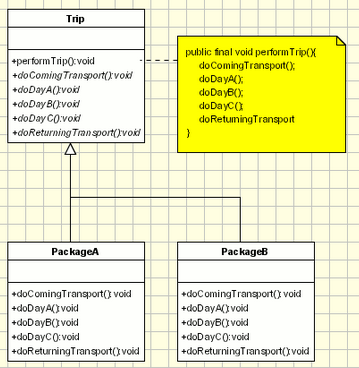 Trip
+performTrip():void
+doComingTransport():void
+doDayA():void
+doDayB():void
+doDayC():void
+doReturningTransport():void
public final void performTrip(){
doComingTransport();
doDayA();
doDayB();
doDayC();
doReturningTransport
}
PackageA
+doComingTransport():void
+doDayA():void
+doDayB():void
+doDayC():void
+doReturningTransport():void
PackageB
+doComingTransport():void
+doDayA():void
+doDayB():void
+doDayC():void
+doReturningTransport():void